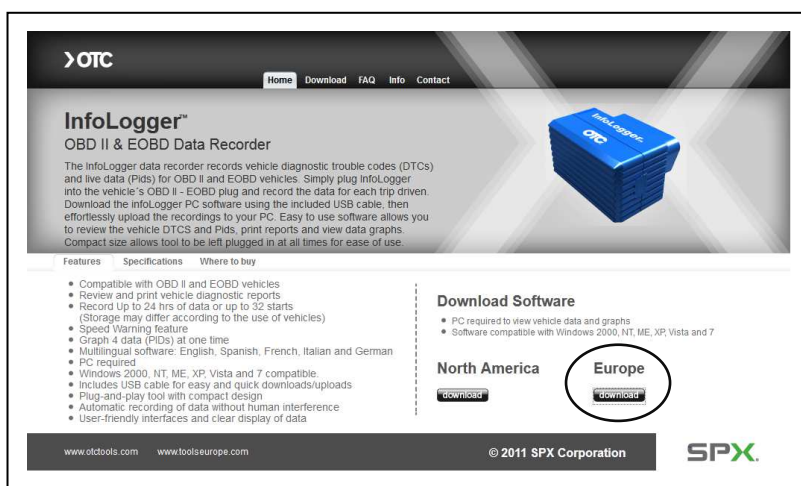 OTC
Home Download FAQ Info Contact
InfoLogger™
OBD II & EOBD Data Recorder
The InfoLogger data recorder records vehicle diagnostic trouble codes (DTCs)
and live data (Pids) for OBD II and EOBD vehicles. Simply plug InfoLogger
into the vehicle´s OBD II - EOBD plug and record the data for each trip driven.
Download the infoLogger PC software using the included USB cable, then
effortlessly upload the recordings to your PC. Easy to use software allows you
to review the vehicle DTCS and Pids, print reports and view data graphs.
Compact size allows tool to be left plugged in at all times for ease of use.
InfoLogger™
OTC
Features Specifications Where to buy
• Compatible with OBD II and EOBD vehicles
• Review and print vehicle diagnostic reports
• Record Up to 24 hrs of data or up to 32 starts
(Storage may differ according to the use of vehicles)
• Speed Warning feature
• Graph 4 data (PIDs) at one time
• Multilingual software: English, Spanish, French, Italian and German
• PC required
• Windows 2000, NT, ME, XP, Vista and 7 compatible.
• Includes USB cable for easy and quick downloads/uploads
• Plug-and-play tool with compact design
• Automatic recording of data without human interference
• User-friendly interfaces and clear display of data
Download Software
• PC required to view vehicle data and graphs
• Software compatible with Windows 2000, NT, ME, XP, Vista and 7
North America Europe
download download
www.otctools.com www.toolseurope.com © 2011 SPX Corporation SPX.